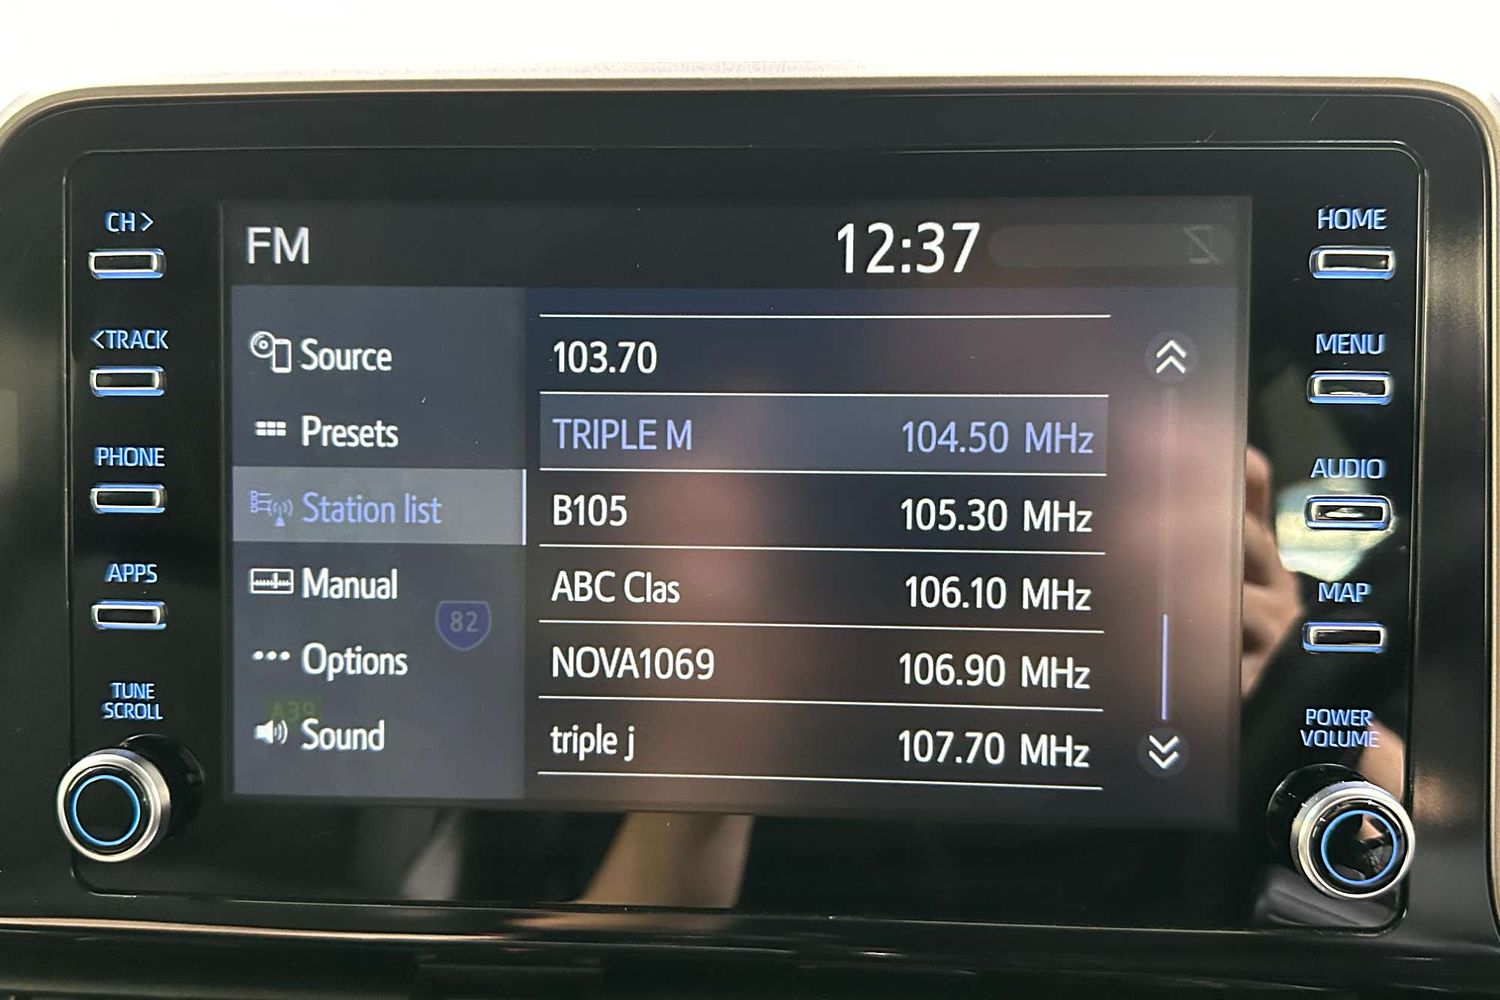 CH>
<TRACK
PHONE
APPS
TUNE
SCROLL
FM
12:37
Source
Presets
Station list
Manual
Options
Sound
82
A39
103.70
TRIPLE M 104.50 MHz
B105 105.30 MHz
ABC Clas 106.10 MHz
NOVA1069 106.90 MHz
triple j 107.70 MHz
HOME
MENU
AUDIO
MAP
POWER
VOLUME